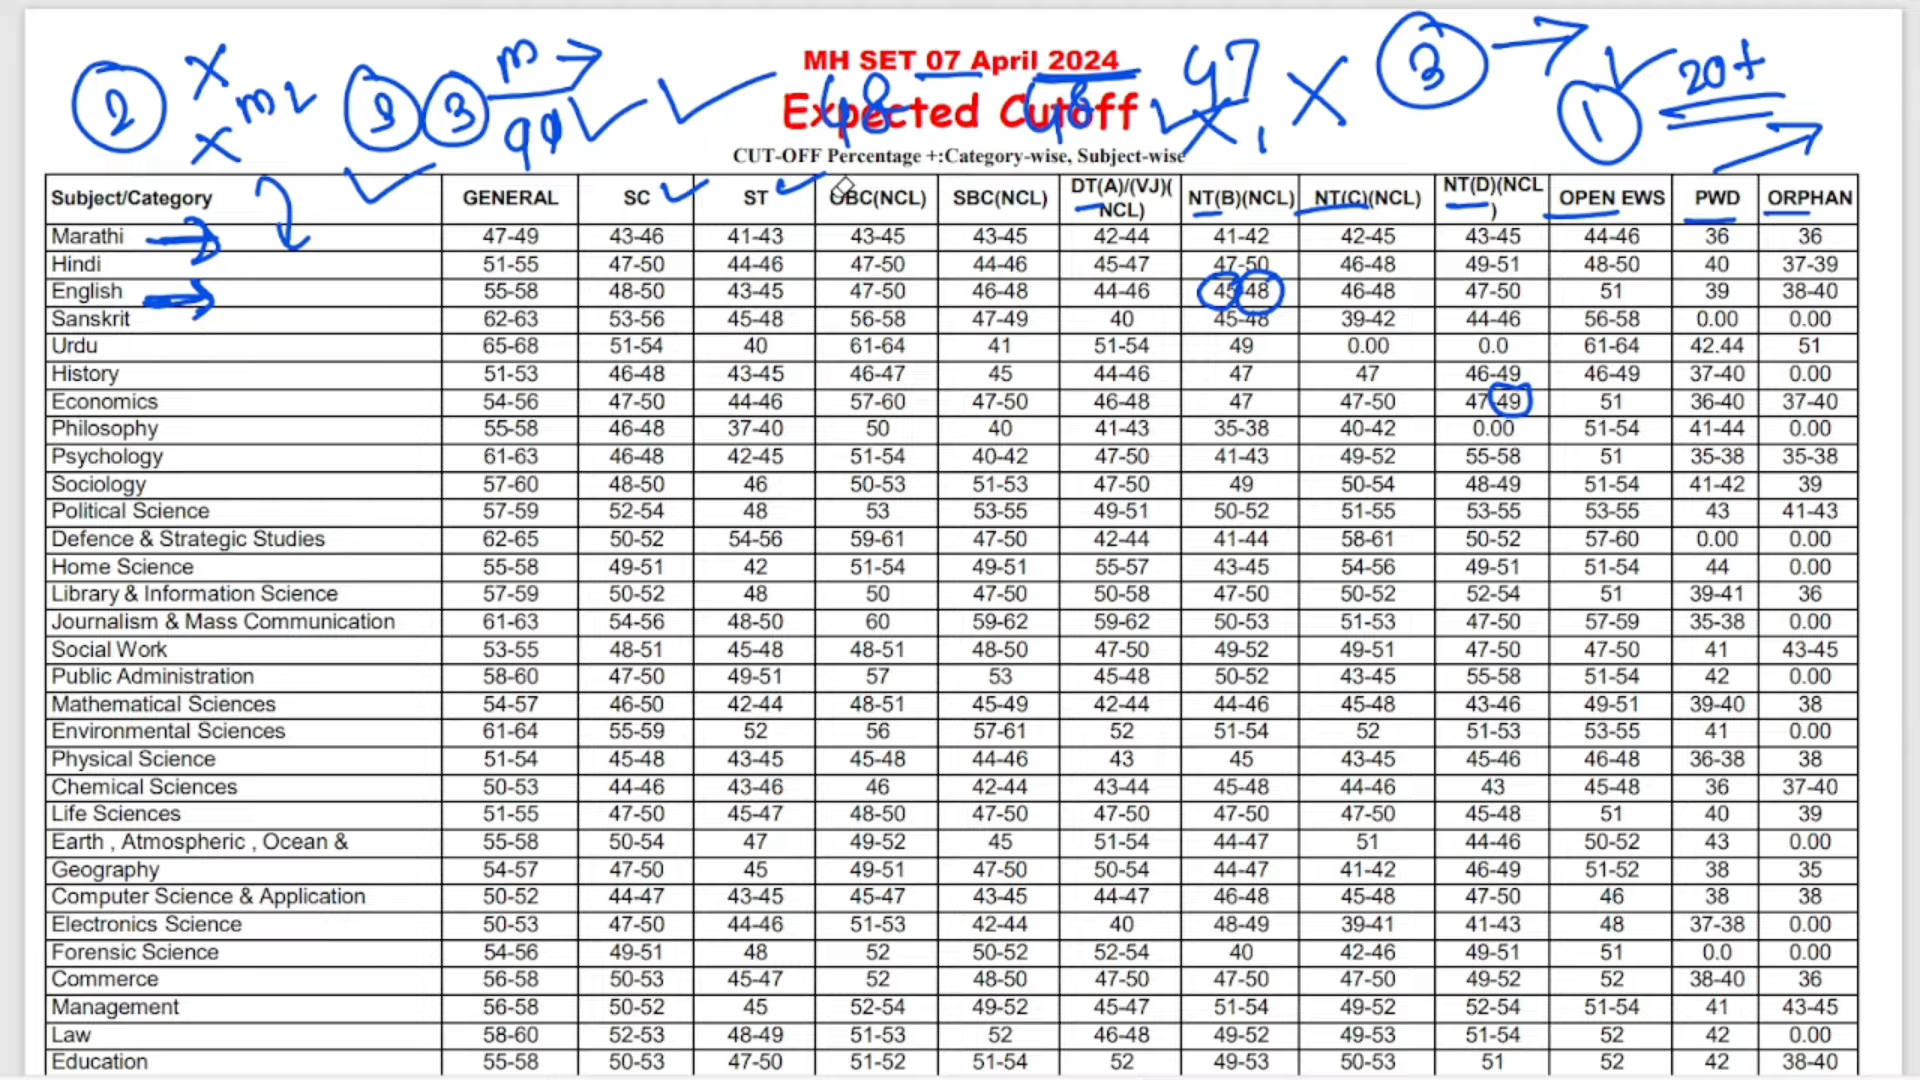 2 x m2 x 3 3 m 99 48 48 47 x, x 3 1 20+
MH SET 07 April 2024
Expected Cutoff
CUT-OFF Percentage +:Category-wise, Subject-wise
Subject/Category GENERAL SC ST OBC(NCL) SBC(NCL) DT(A)/(VJ)(NCL) NT(B)(NCL) NT(C)(NCL) NT(D)(NCL) OPEN EWS PWD ORPHAN
Marathi 47-49 43-46 41-43 43-45 43-45 42-44 41-42 42-45 43-45 44-46 36 36
Hindi 51-55 47-50 44-46 47-50 44-46 45-47 47-50 46-48 49-51 48-50 40 37-39
English 55-58 48-50 43-45 47-50 46-48 44-46 45-48 46-48 47-50 51 39 38-40
Sanskrit 62-63 53-56 45-48 56-58 47-49 40 45-48 39-42 44-46 56-58 0.00 0.00
Urdu 65-68 51-54 40 61-64 41 51-54 49 0.00 0.0 61-64 42.44 51
History 51-53 46-48 43-45 46-47 45 44-46 47 47 46-49 46-49 37-40 0.00
Economics 54-56 47-50 44-46 57-60 47-50 46-48 47 47-50 47-49 51 36-40 37-40
Philosophy 55-58 46-48 37-40 50 40 41-43 35-38 40-42 0.00 51-54 41-44 0.00
Psychology 61-63 46-48 42-45 51-54 40-42 47-50 41-43 49-52 55-58 51 35-38 35-38
Sociology 57-60 48-50 46 50-53 51-53 47-50 49 50-54 48-49 51-54 41-42 39
Political Science 57-59 52-54 48 53 53-55 49-51 50-52 51-55 53-55 53-55 43 41-43
Defence & Strategic Studies 62-65 50-52 54-56 59-61 47-50 42-44 41-44 58-61 50-52 57-60 0.00 0.00
Home Science 55-58 49-51 42 51-54 49-51 55-57 43-45 54-56 49-51 51-54 44 0.00
Library & Information Science 57-59 50-52 48 50 47-50 50-58 47-50 50-52 52-54 51 39-41 36
Journalism & Mass Communication 61-63 54-56 48-50 60 59-62 59-62 50-53 51-53 47-50 57-59 35-38 0.00
Social Work 53-55 48-51 45-48 48-51 48-50 47-50 49-52 49-51 47-50 47-50 41 43-45
Public Administration 58-60 47-50 49-51 57 53 45-48 50-52 43-45 55-58 51-54 42 0.00
Mathematical Sciences 54-57 46-50 42-44 48-51 45-49 42-44 44-46 45-48 43-46 49-51 39-40 38
Environmental Sciences 61-64 55-59 52 56 57-61 52 51-54 52 51-53 53-55 41 0.00
Physical Science 51-54 45-48 43-45 45-48 44-46 43 45 43-45 45-46 46-48 36-38 38
Chemical Sciences 50-53 44-46 43-46 46 42-44 43-44 45-48 44-46 43 45-48 36 37-40
Life Sciences 51-55 47-50 45-47 48-50 47-50 47-50 47-50 47-50 45-48 51 40 39
Earth , Atmospheric , Ocean & 55-58 50-54 47 49-52 45 51-54 44-47 51 44-46 50-52 43 0.00
Geography 54-57 47-50 45 49-51 47-50 50-54 44-47 41-42 46-49 51-52 38 35
Computer Science & Application 50-52 44-47 43-45 45-47 43-45 44-47 46-48 45-48 47-50 46 38 38
Electronics Science 50-53 47-50 44-46 51-53 42-44 40 48-49 39-41 41-43 48 37-38 0.00
Forensic Science 54-56 49-51 48 52 50-52 52-54 40 42-46 49-51 51 0.0 0.00
Commerce 56-58 50-53 45-47 52 48-50 47-50 47-50 47-50 49-52 52 38-40 36
Management 56-58 50-52 45 52-54 49-52 45-47 51-54 49-52 52-54 51-54 41 43-45
Law 58-60 52-53 48-49 51-53 52 46-48 49-52 49-53 51-54 52 42 0.00
Education 55-58 50-53 47-50 51-52 51-54 52 49-53 50-53 51 52 42 38-40